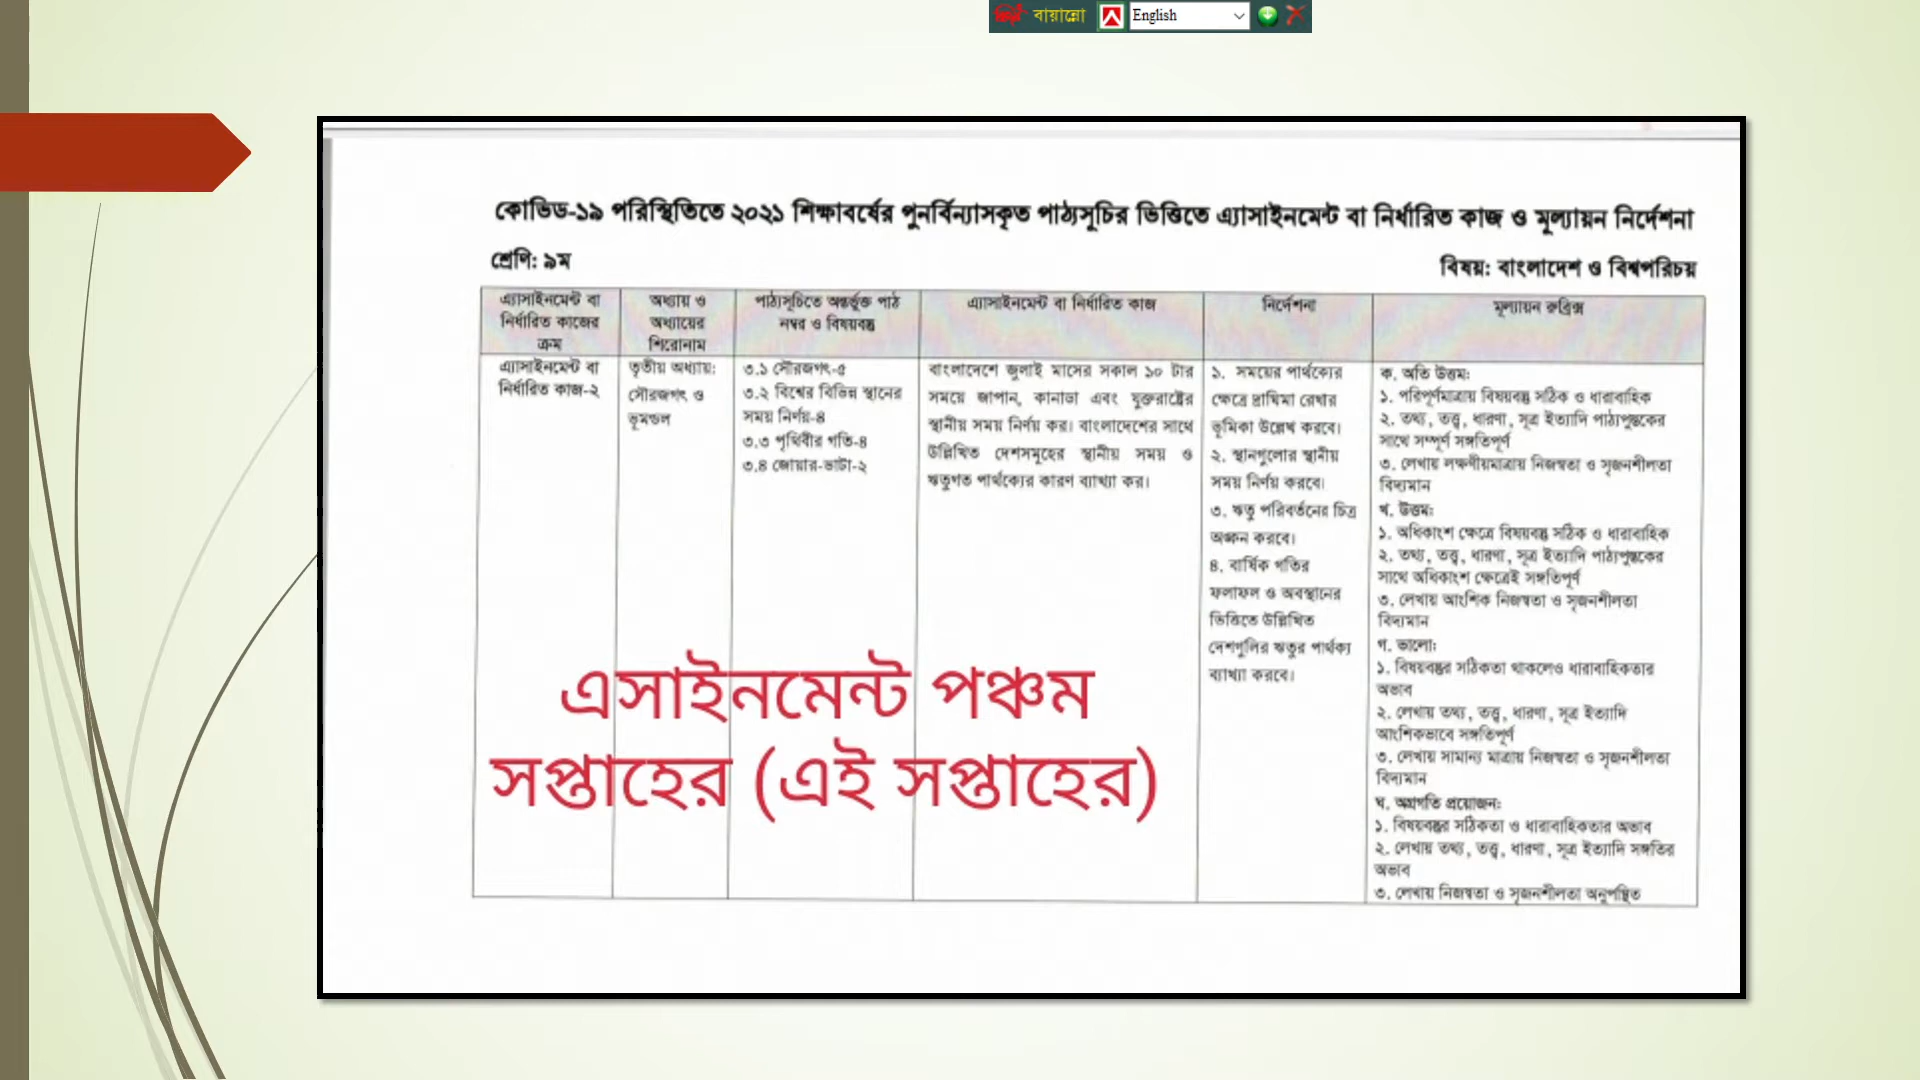 বায়ান্নো
English
কোভিড-১৯ পরিস্থিতিতে ২০২১ শিক্ষাবর্ষের পুনর্বিন্যাসকৃত পাঠ্যসূচির ভিত্তিতে এ্যাসাইনমেন্ট বা নির্ধারিত কাজ ও মূল্যায়ন নির্দেশনা
শ্রেণি: ৯ম
বিষয়: বাংলাদেশ ও বিশ্বপরিচয়
এ্যাসাইনমেন্ট বা
নির্ধারিত কাজের
ক্রম
অধ্যায় ও
অধ্যায়ের
শিরোনাম
পাঠ্যসূচিতে অন্তর্ভুক্ত পাঠ
নম্বর ও বিষয়বস্তু
এ্যাসাইনমেন্ট বা নির্ধারিত কাজ
নির্দেশনা
মূল্যায়ন রুব্রিক্স
এ্যাসাইনমেন্ট বা
নির্ধারিত কাজ-২
তৃতীয় অধ্যায়:
সৌরজগৎ ও
ভূমন্ডল
৩.১ সৌরজগৎ-৫
৩.২ বিশ্বের বিভিন্ন স্থানের
সময় নির্ণয়-৪
৩.৩ পৃথিবীর গতি-৪
৩.৪ জোয়ার-ভাটা-২
বাংলাদেশে জুলাই মাসের সকাল ১০ টার
সময়ে জাপান, কানাডা এবং যুক্তরাষ্ট্রের
স্থানীয় সময় নির্ণয় কর। বাংলাদেশের সাথে
উল্লিখিত দেশসমূহের স্থানীয় সময় ও
ঋতুগত পার্থক্যের কারণ ব্যাখ্যা কর।
১. সময়ের পার্থক্যের
ক্ষেত্রে দ্রাঘিমা রেখার
ভূমিকা উল্লেখ করবে।
২. স্থানগুলোর স্থানীয়
সময় নির্ণয় করবে।
৩. ঋতু পরিবর্তনের চিত্র
অঙ্কন করবে।
৪. বার্ষিক গতির
ফলাফল ও অবস্থানের
ভিত্তিতে উল্লিখিত
দেশগুলির ঋতুর পার্থক্য
ব্যাখ্যা করবে।
ক. অতি উত্তম:
১. পরিপূর্ণমাত্রায় বিষয়বস্তু সঠিক ও ধারাবাহিক
২. তথ্য, তত্ত্ব, ধারণা, সূত্র ইত্যাদি পাঠ্যপুস্তকের
সাথে সম্পূর্ণ সঙ্গতিপূর্ণ
৩. লেখায় লক্ষণীয়মাত্রায় নিজস্বতা ও সৃজনশীলতা
বিদ্যমান
খ. উত্তম:
১. অধিকাংশ ক্ষেত্রে বিষয়বস্তু সঠিক ও ধারাবাহিক
২. তথ্য, তত্ত্ব, ধারণা, সূত্র ইত্যাদি পাঠ্যপুস্তকের
সাথে অধিকাংশ ক্ষেত্রেই সঙ্গতিপূর্ণ
৩. লেখায় আংশিক নিজস্বতা ও সৃজনশীলতা
বিদ্যমান
গ. ভালো:
১. বিষয়বস্তুর সঠিকতা থাকলেও ধারাবাহিকতার
অভাব
২. লেখায় তথ্য, তত্ত্ব, ধারণা, সূত্র ইত্যাদি
আংশিকভাবে সঙ্গতিপূর্ণ
৩. লেখায় সামান্য মাত্রায় নিজস্বতা ও সৃজনশীলতা
বিদ্যমান
ঘ. অগ্রগতি প্রয়োজন:
১. বিষয়বস্তুর সঠিকতা ও ধারাবাহিকতার অভাব
২. লেখায় তথ্য, তত্ত্ব, ধারণা, সূত্র ইত্যাদি সঙ্গতির
অভাব
৩. লেখায় নিজস্বতা ও সৃজনশীলতা অনুপস্থিত
এসাইনমেন্ট পঞ্চম
সপ্তাহের (এই সপ্তাহের)